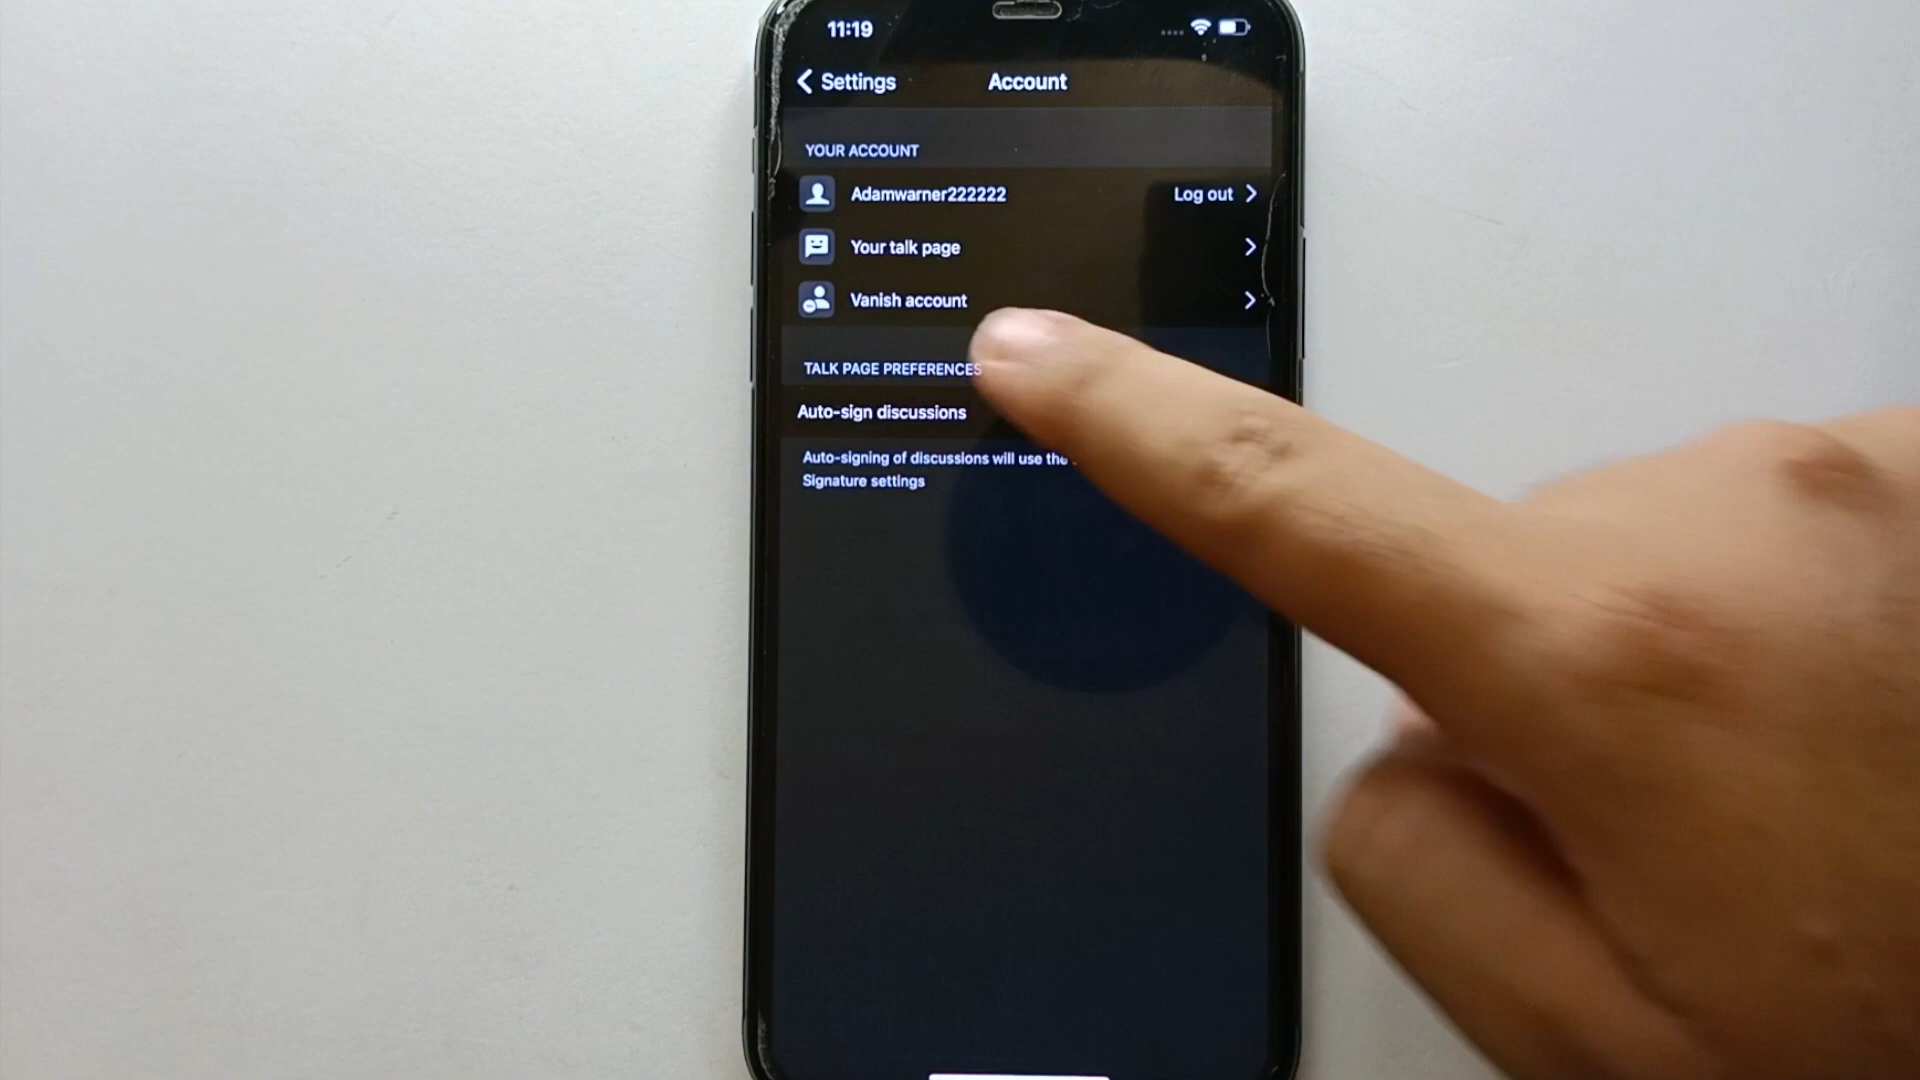 11:19
Settings
Account
YOUR ACCOUNT
Adamwarner222222
Log out
Your talk page
Vanish account
TALK PAGE PREFERENCES
Auto-sign discussions
Auto-signing of discussions will use the
Signature settings